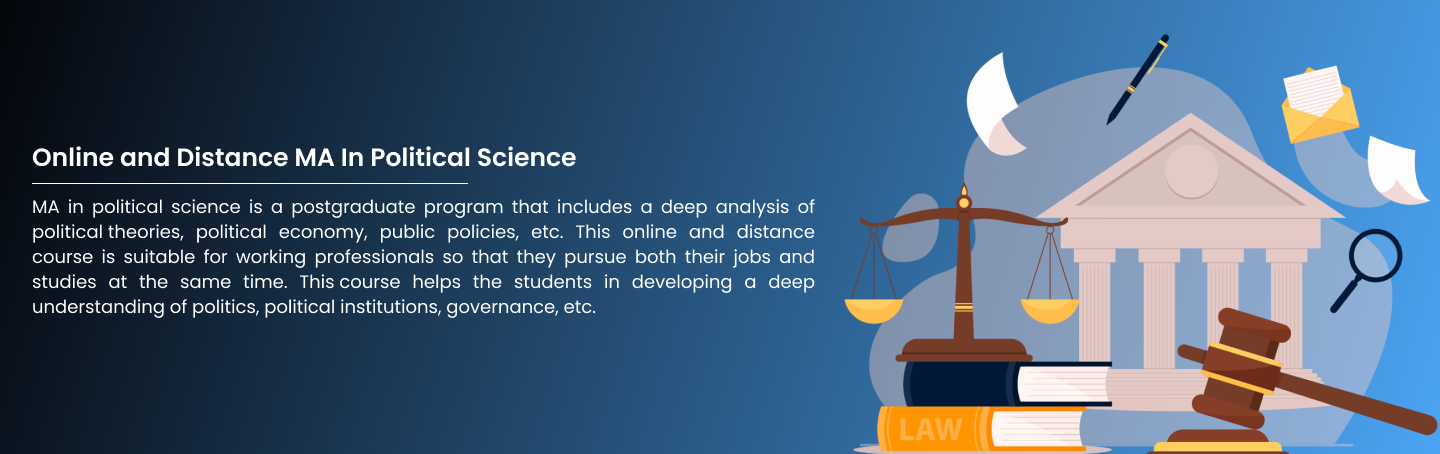 Online and Distance MA In Political Science
MA in political science is a postgraduate program that includes a deep analysis of
political theories, political economy, public policies, etc. This online and distance
course is suitable for working professionals so that they pursue both their jobs and
studies at the same time. This course helps the students in developing a deep
understanding of politics, political institutions, governance, etc.
LAW